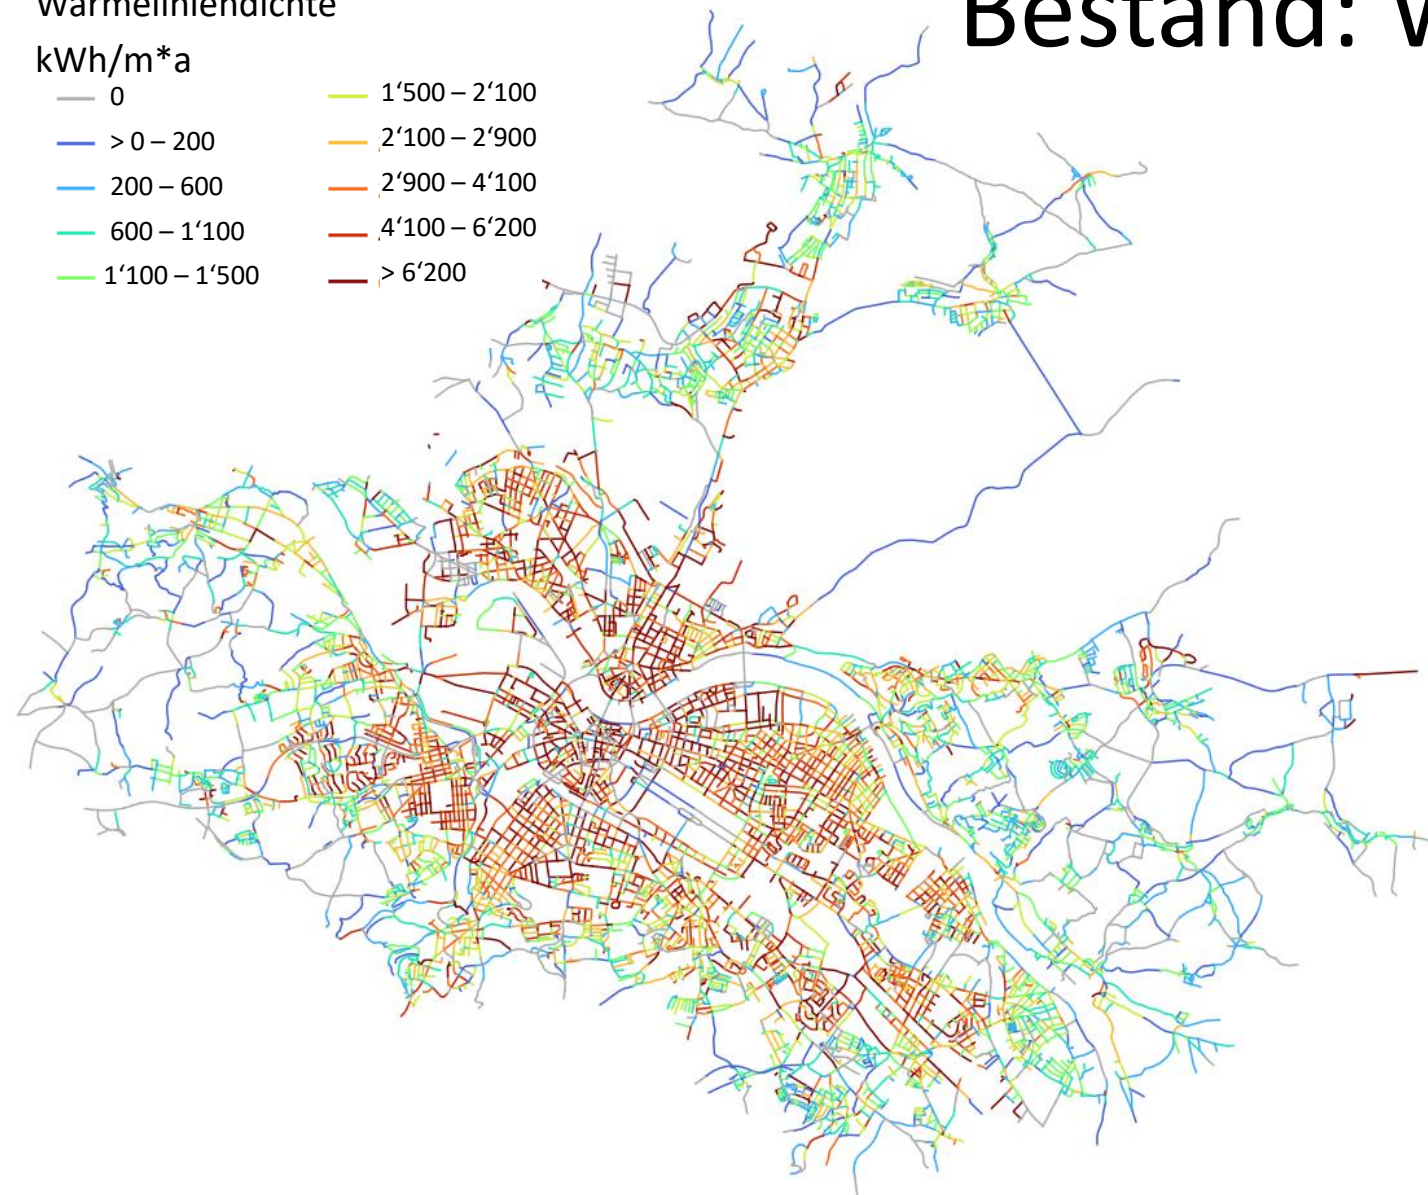 Wärmeliniendichte
Bestand: W
kWh/m*a
0
> 0 – 200
200 – 600
600 – 1‘100
1‘100 – 1‘500
1‘500 – 2‘100
2‘100 – 2‘900
2‘900 – 4‘100
4‘100 – 6‘200
> 6‘200